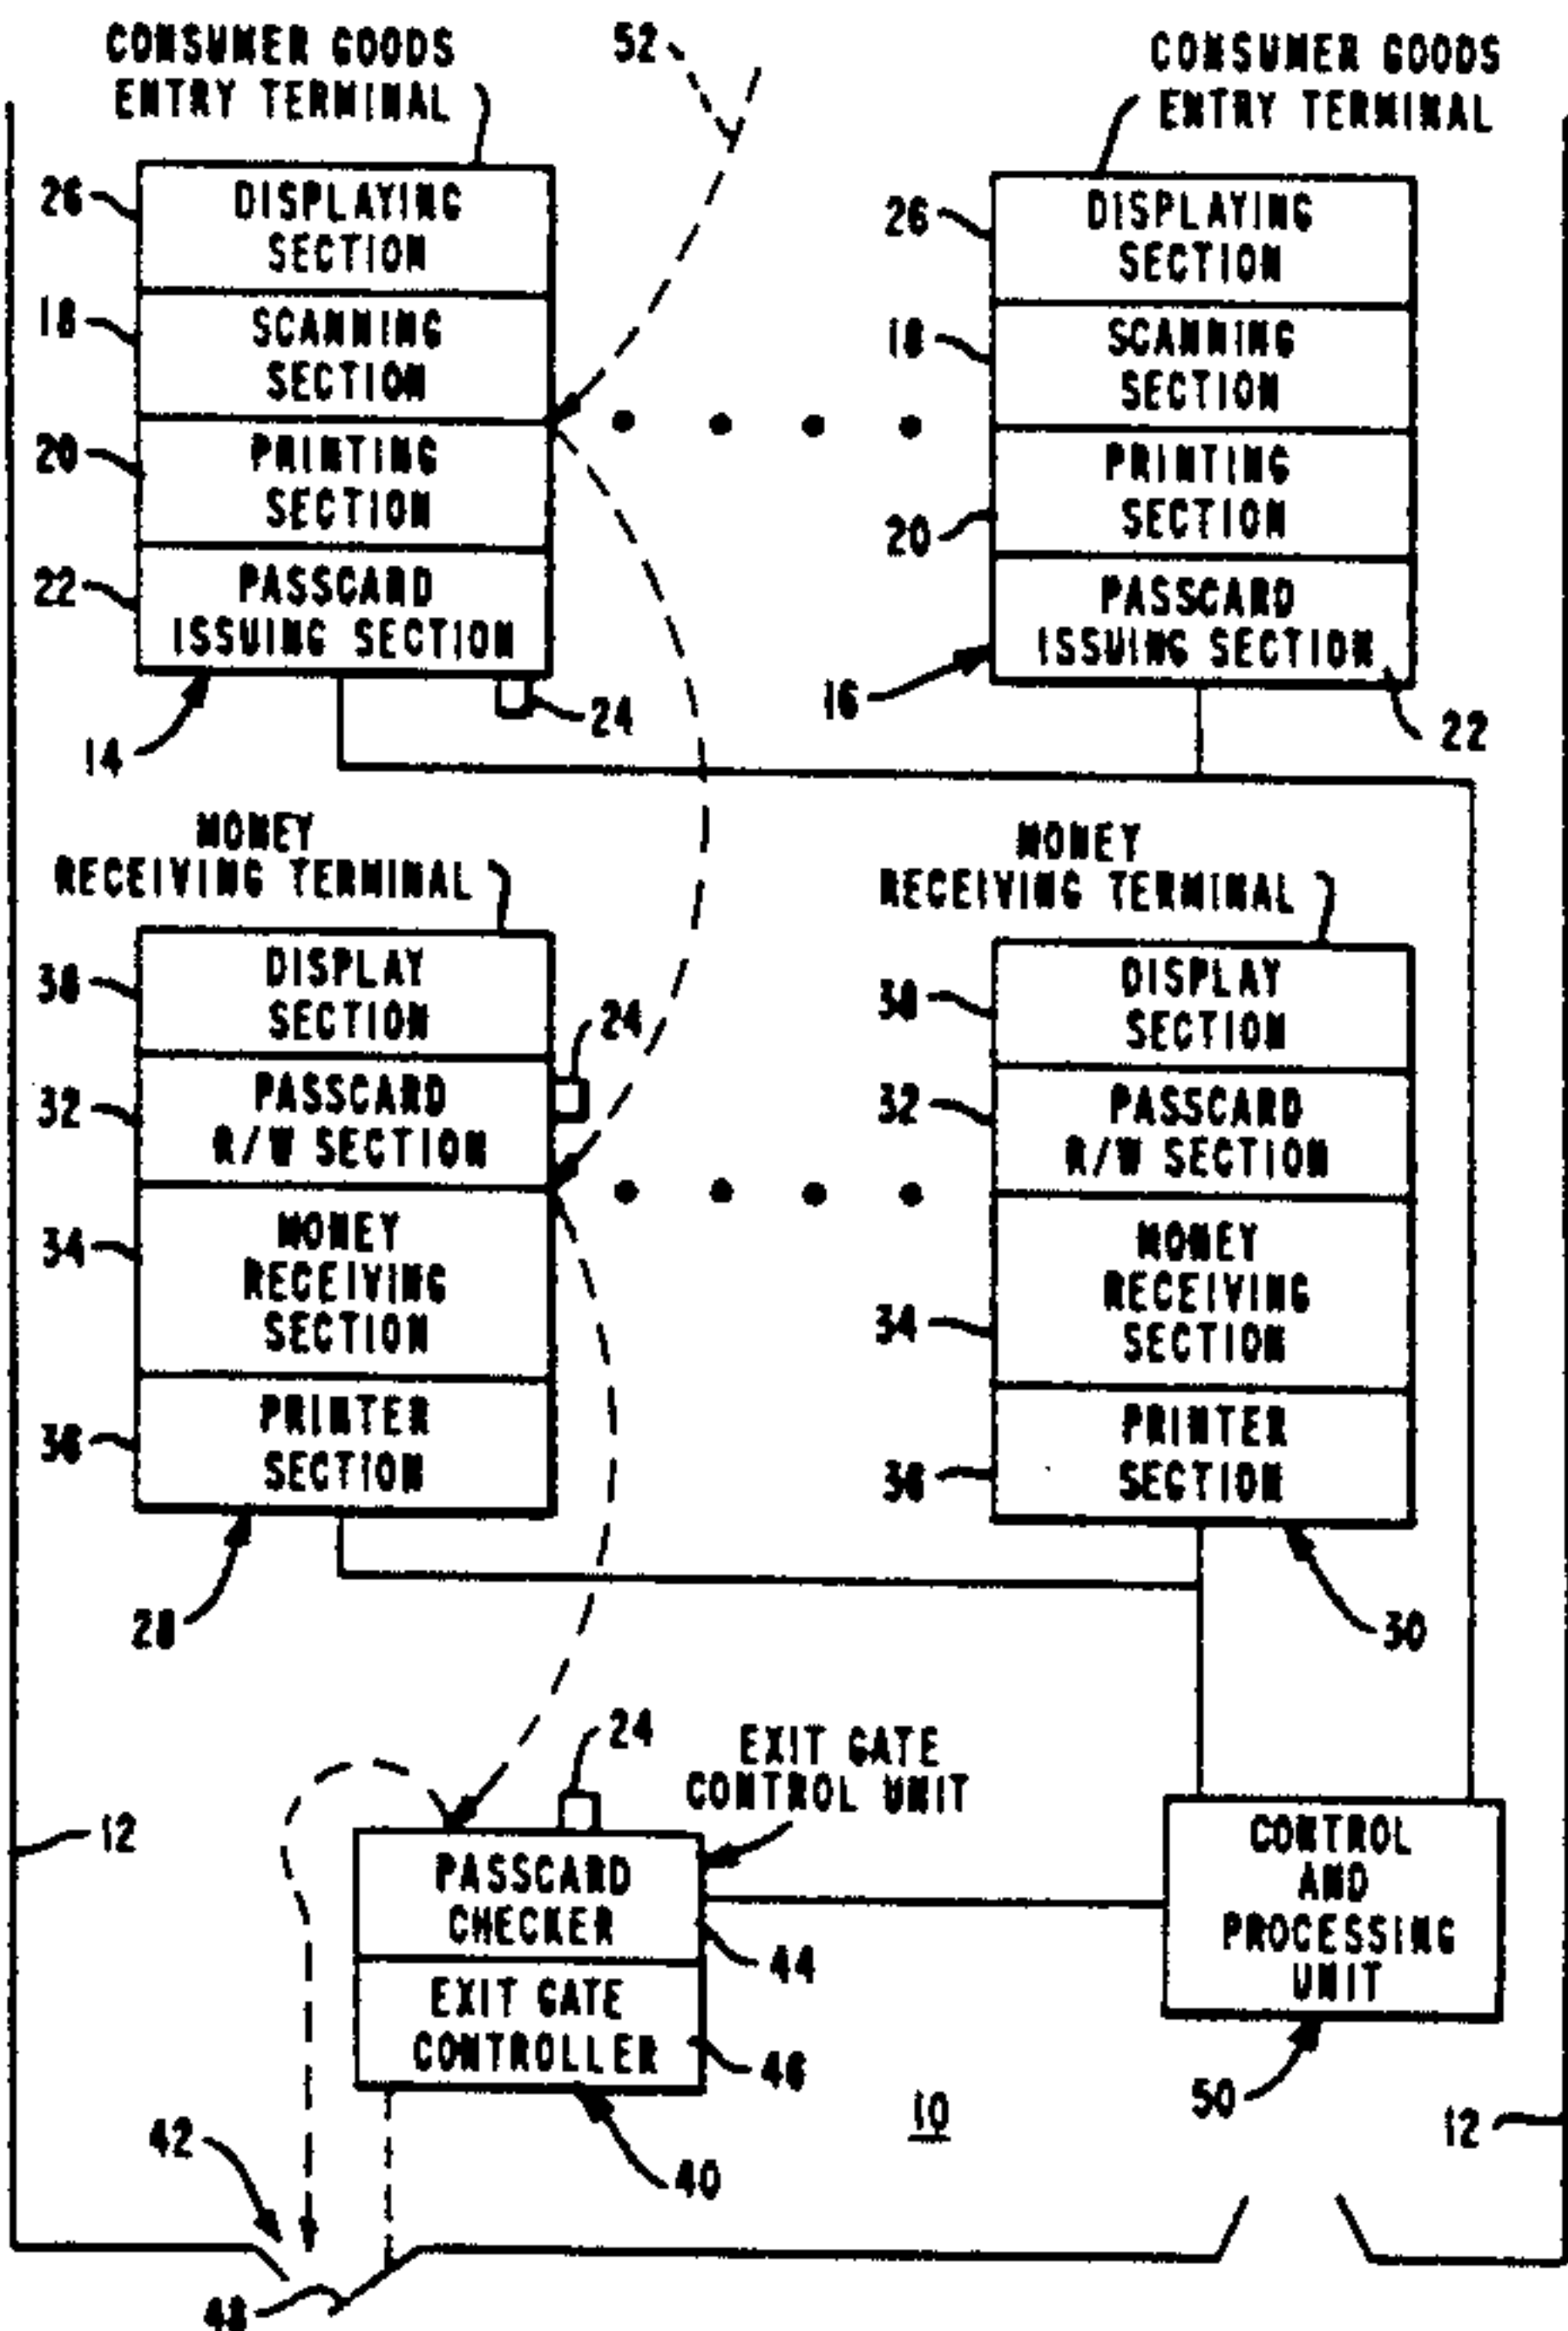 CONSUMER GOODS
ENTRY TERMINAL
52
CONSUMER GOODS
ENTRY TERMINAL
26
DISPLAYING
SECTION
18
SCANNING
SECTION
20
PRINTING
SECTION
22
PASSCARD
ISSUING SECTION
14
24
26
DISPLAYING
SECTION
18
SCANNING
SECTION
20
PRINTING
SECTION
PASSCARD
ISSUING SECTION
16
22
MONEY
RECEIVING TERMINAL
38
DISPLAY
SECTION
24
32
PASSCARD
R/W SECTION
34
MONEY
RECEIVING
SECTION
36
PRINTER
SECTION
28
MONEY
RECEIVING TERMINAL
38
DISPLAY
SECTION
32
PASSCARD
R/W SECTION
34
MONEY
RECEIVING
SECTION
36
PRINTER
SECTION
30
24
EXIT GATE
CONTROL UNIT
12
PASSCARD
CHECKER
44
EXIT GATE
CONTROLLER
46
40
CONTROL
AND
PROCESSING
UNIT
50
10
12
42
48